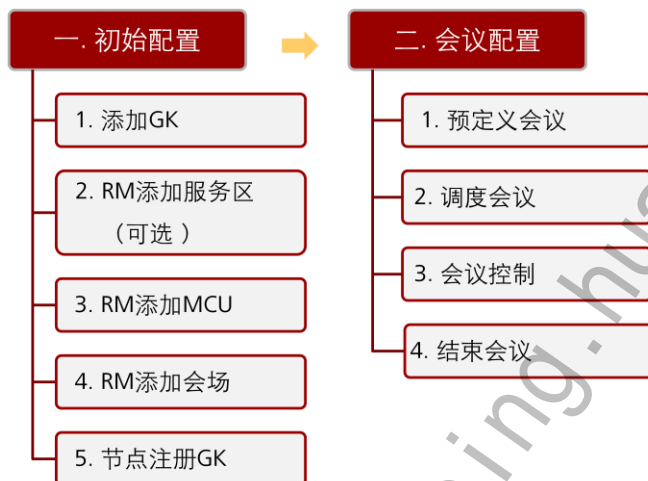 一. 初始配置
1. 添加GK
2. RM添加服务区
（可选 ）
3. RM添加MCU
4. RM添加会场
5. 节点注册GK
二. 会议配置
1. 预定义会议
2. 调度会议
3. 会议控制
4. 结束会议
ning.hua